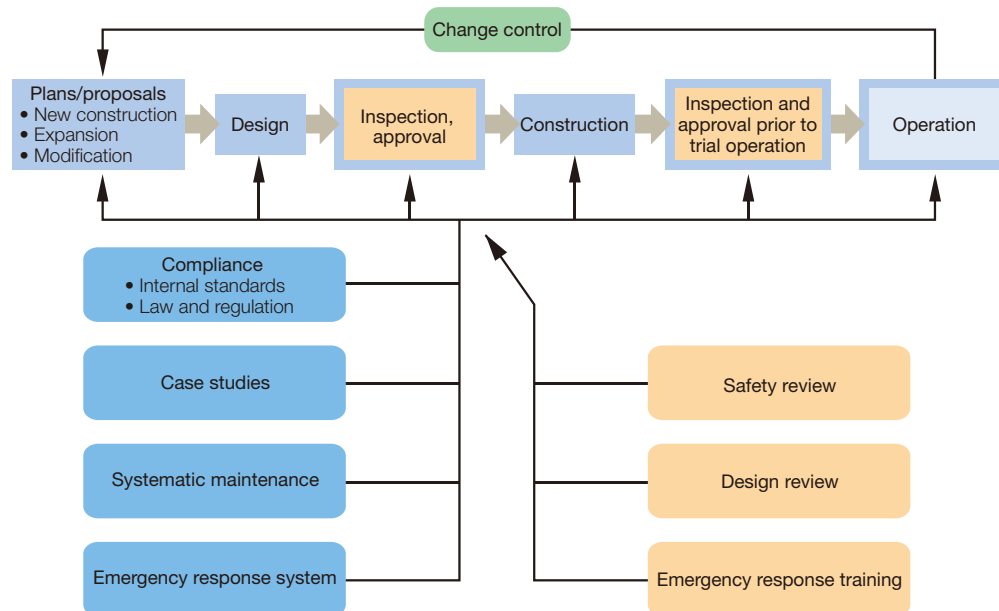 Change control
Plans/proposals
• New construction
• Expansion
• Modification
Design
Inspection,
approval
Construction
Inspection and
approval prior to
trial operation
Operation
Compliance
• Internal standards
• Law and regulation
Case studies
Systematic maintenance
Emergency response system
Safety review
Design review
Emergency response training